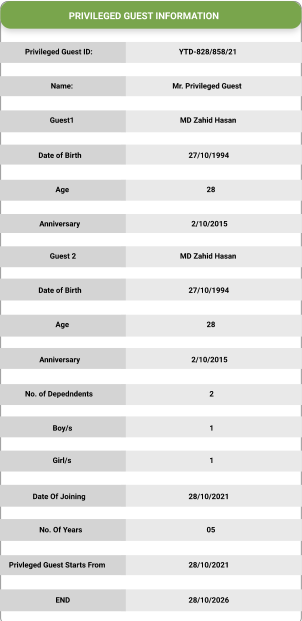 PRIVILEGED GUEST INFORMATION
Privileged Guest ID: YTD-828/858/21
Name: Mr. Privileged Guest
Guest1 MD Zahid Hasan
Date of Birth 27/10/1994
Age 28
Anniversary 2/10/2015
Guest 2 MD Zahid Hasan
Date of Birth 27/10/1994
Age 28
Anniversary 2/10/2015
No. of Depedndents 2
Boy/s 1
Girl/s 1
Date Of Joining 28/10/2021
No. Of Years 05
Privleged Guest Starts From 28/10/2021
END 28/10/2026